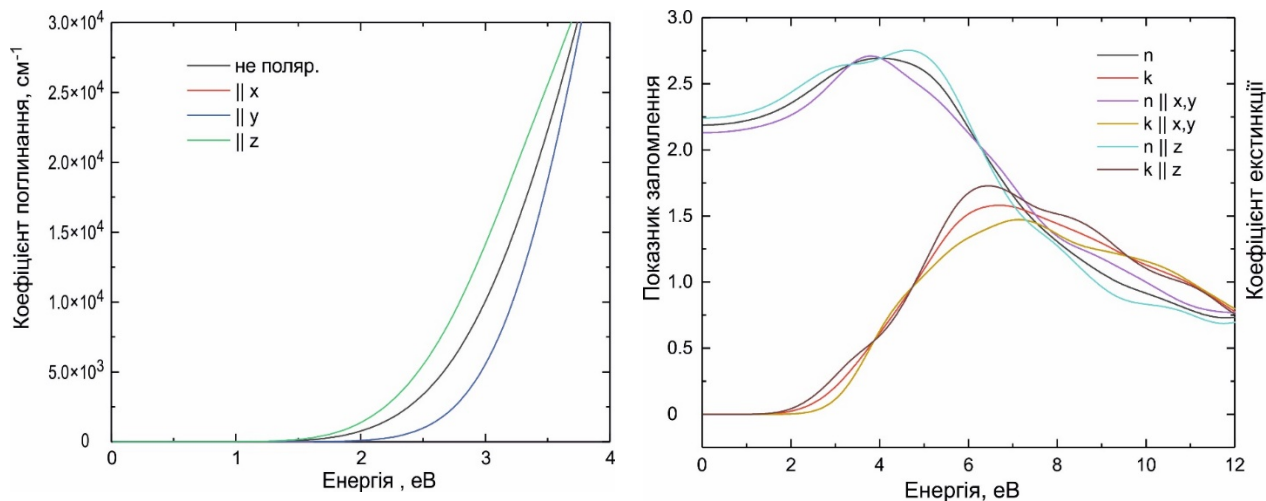 Коефіцієнт поглинання, см⁻¹
3.0×10⁴
2.5×10⁴
2.0×10⁴
1.5×10⁴
1.0×10⁴
5.0×10³
0
не поляр.
|| x
|| y
|| z
0 1 2 3 4
Енергія , еВ
Показник заломлення
3.0
2.5
2.0
1.5
1.0
0.5
0
n
k
n || x,y
k || x,y
n || z
k || z
0 2 4 6 8 10 12
Енергія, еВ
Коефіцієнт екстинкції